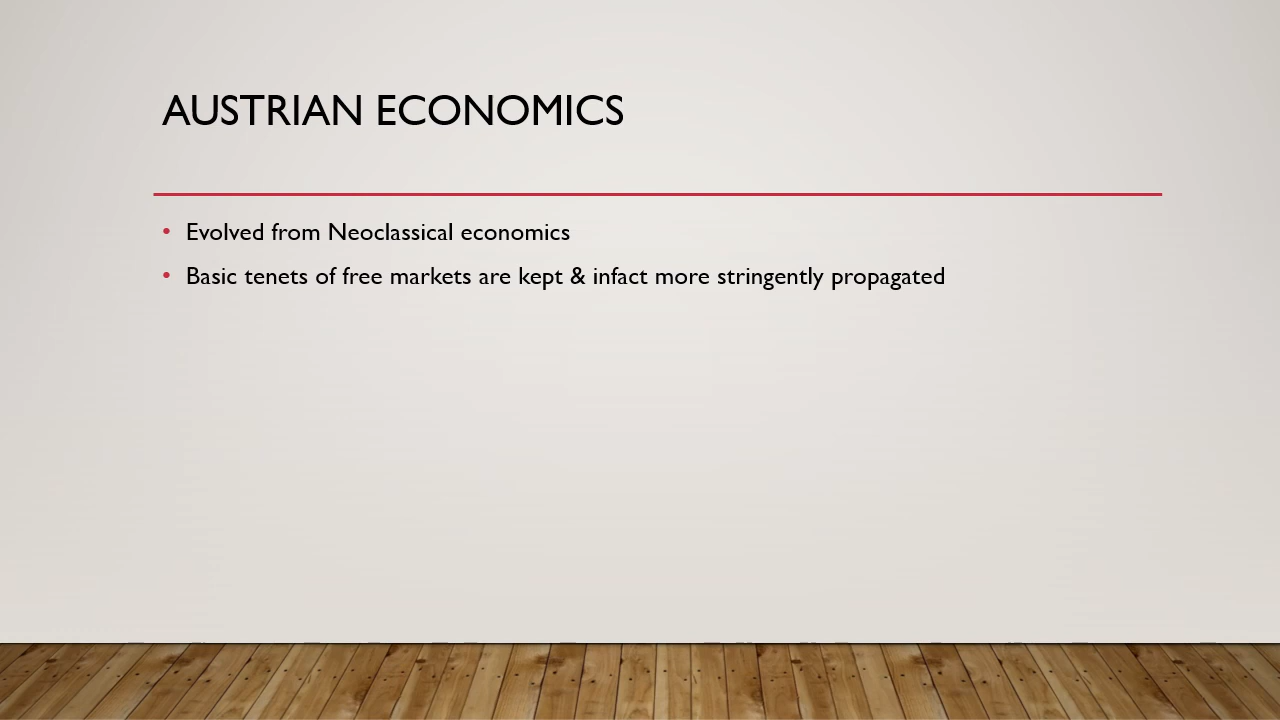 AUSTRIAN ECONOMICS
• Evolved from Neoclassical economics
• Basic tenets of free markets are kept & infact more stringently propagated